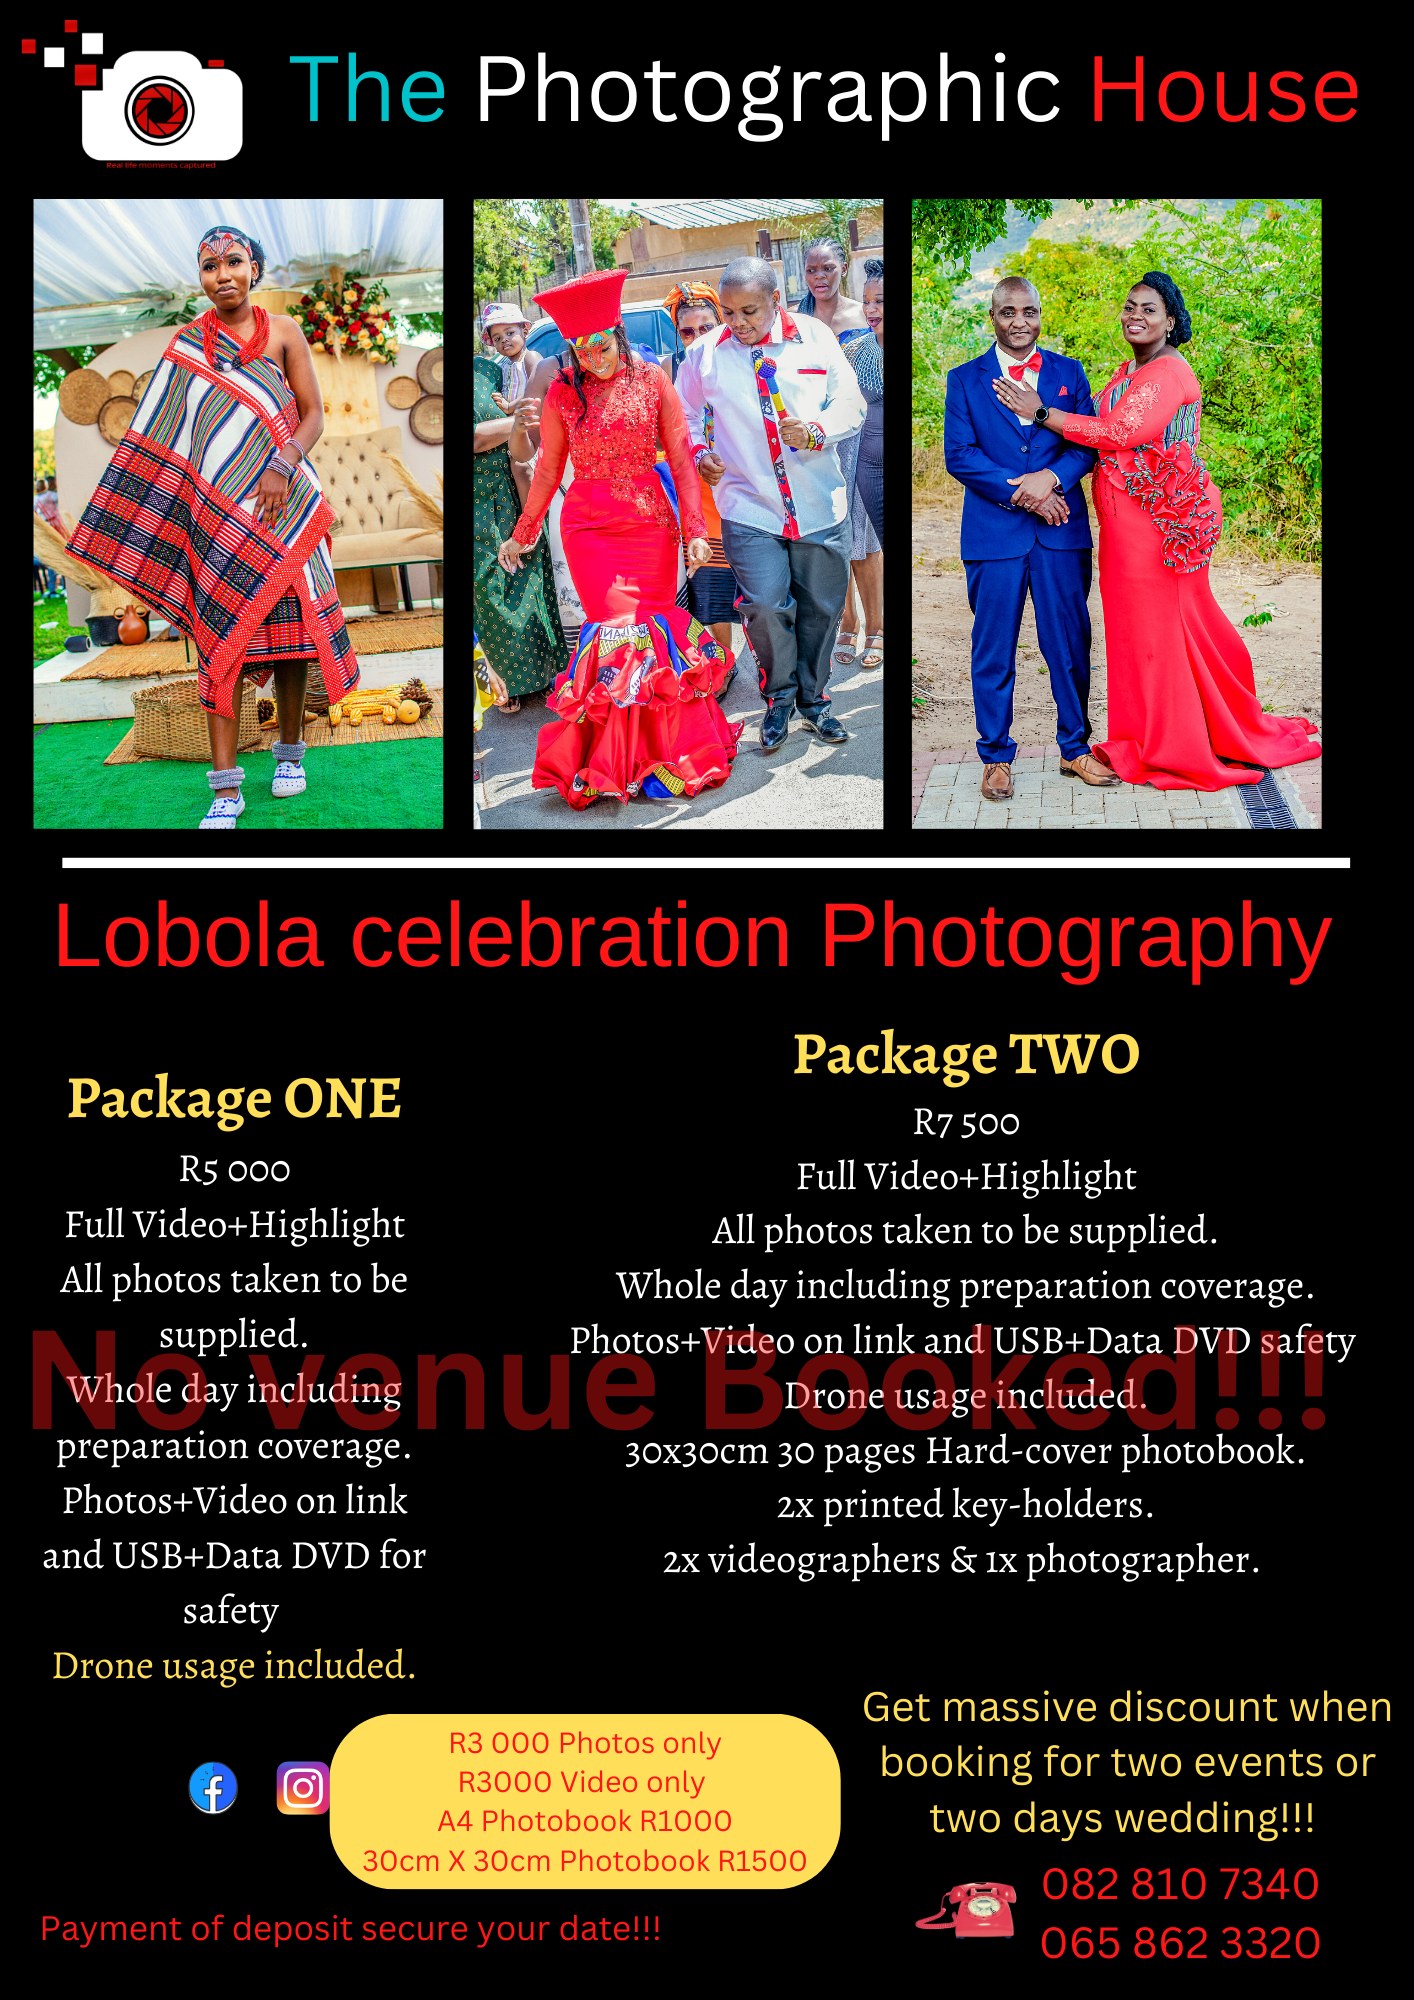 The Photographic House
Real life moments captured
Lobola celebration Photography
Package ONE
R5 000
Full Video+Highlight
All photos taken to be
supplied.
Whole day including
preparation coverage.
Photos+Video on link
and USB+Data DVD for
safety
Drone usage included.
Package TWO
R7 500
Full Video+Highlight
All photos taken to be supplied.
Whole day including preparation coverage.
Photos+Video on link and USB+Data DVD safety
Drone usage included.
30x30cm 30 pages Hard-cover photobook.
2x printed key-holders.
2x videographers & 1x photographer.
No venue Booked!!!
R3 000 Photos only
R3000 Video only
A4 Photobook R1000
30cm X 30cm Photobook R1500
Get massive discount when
booking for two events or
two days wedding!!!
082 810 7340
065 862 3320
Payment of deposit secure your date!!!